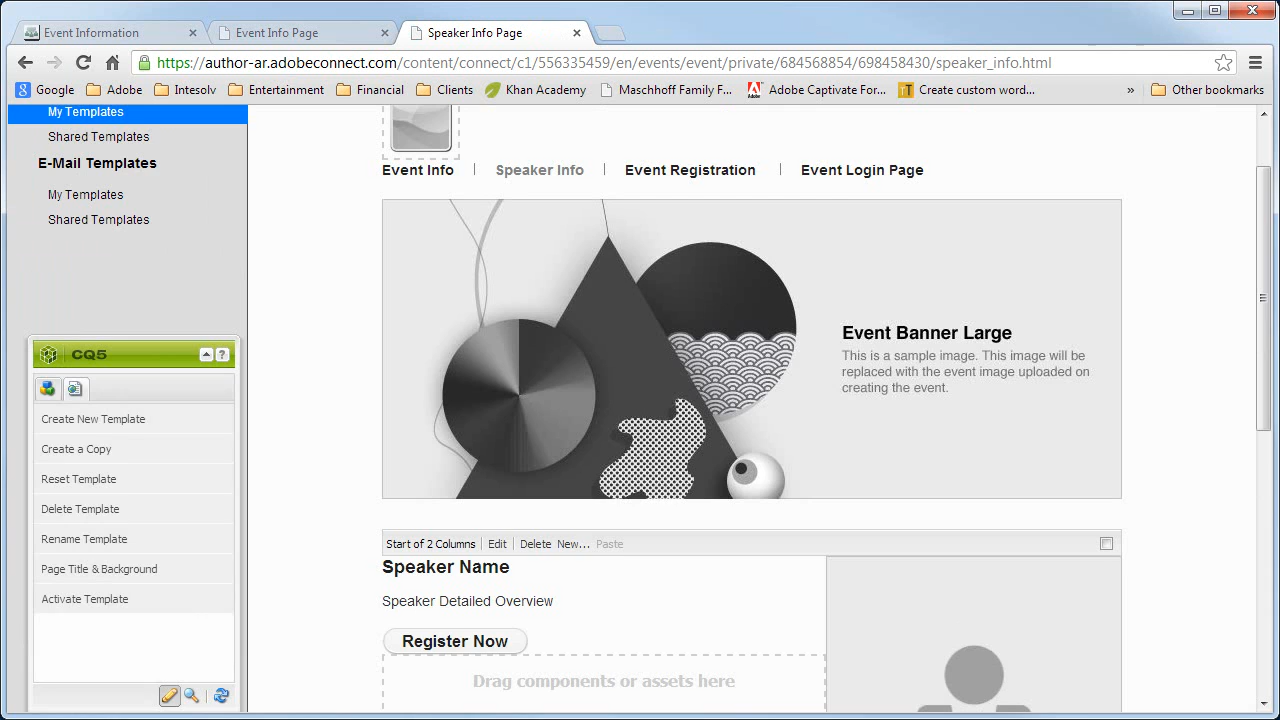 Event Information
Event Info Page
Speaker Info Page
https://author-ar.adobeconnect.com/content/connect/c1/556335459/en/events/event/private/684568854/698458430/speaker_info.html
Google Adobe Intesliv Entertainment Financial Clients Khan Academy Maschhoff Family F... Adobe Captivate For... Create custom word... » Other bookmarks
My Templates
Shared Templates
E-Mail Templates
My Templates
Shared Templates
CQ5
Create New Template
Create a Copy
Reset Template
Delete Template
Rename Template
Page Title & Background
Activate Template
Event Info | Speaker Info | Event Registration | Event Login Page
Event Banner Large
This is a sample image. This image will be
replaced with the event image uploaded on
creating the event.
Start of 2 Columns | Edit | Delete New... Paste
Speaker Name
Speaker Detailed Overview
Register Now
Drag components or assets here